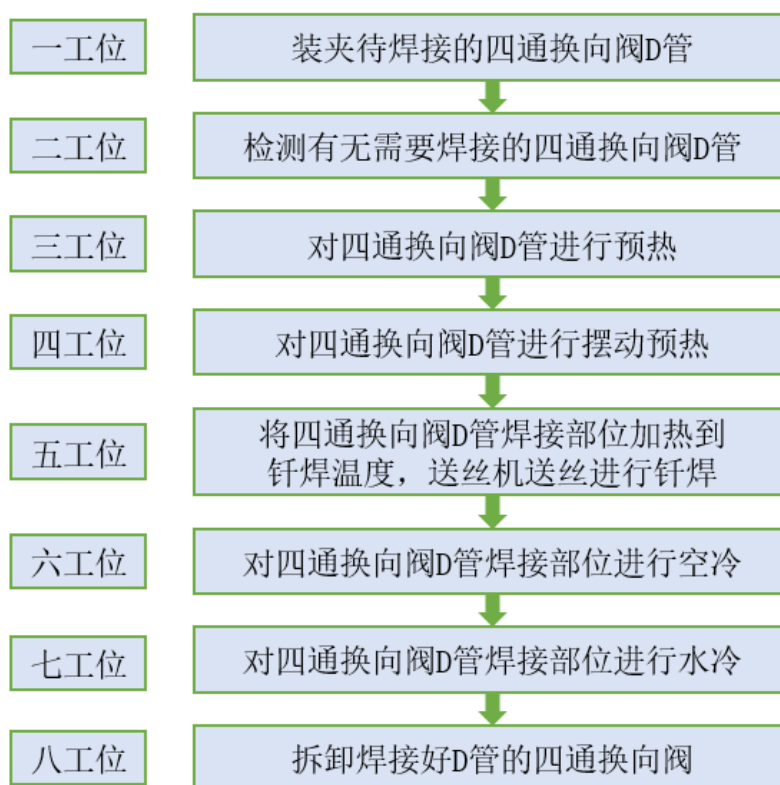 一工位
装夹待焊接的四通换向阀D管
二工位
检测有无需要焊接的四通换向阀D管
三工位
对四通换向阀D管进行预热
四工位
对四通换向阀D管进行摆动预热
五工位
将四通换向阀D管焊接部位加热到
钎焊温度，送丝机送丝进行钎焊
六工位
对四通换向阀D管焊接部位进行空冷
七工位
对四通换向阀D管焊接部位进行水冷
八工位
拆卸焊接好D管的四通换向阀